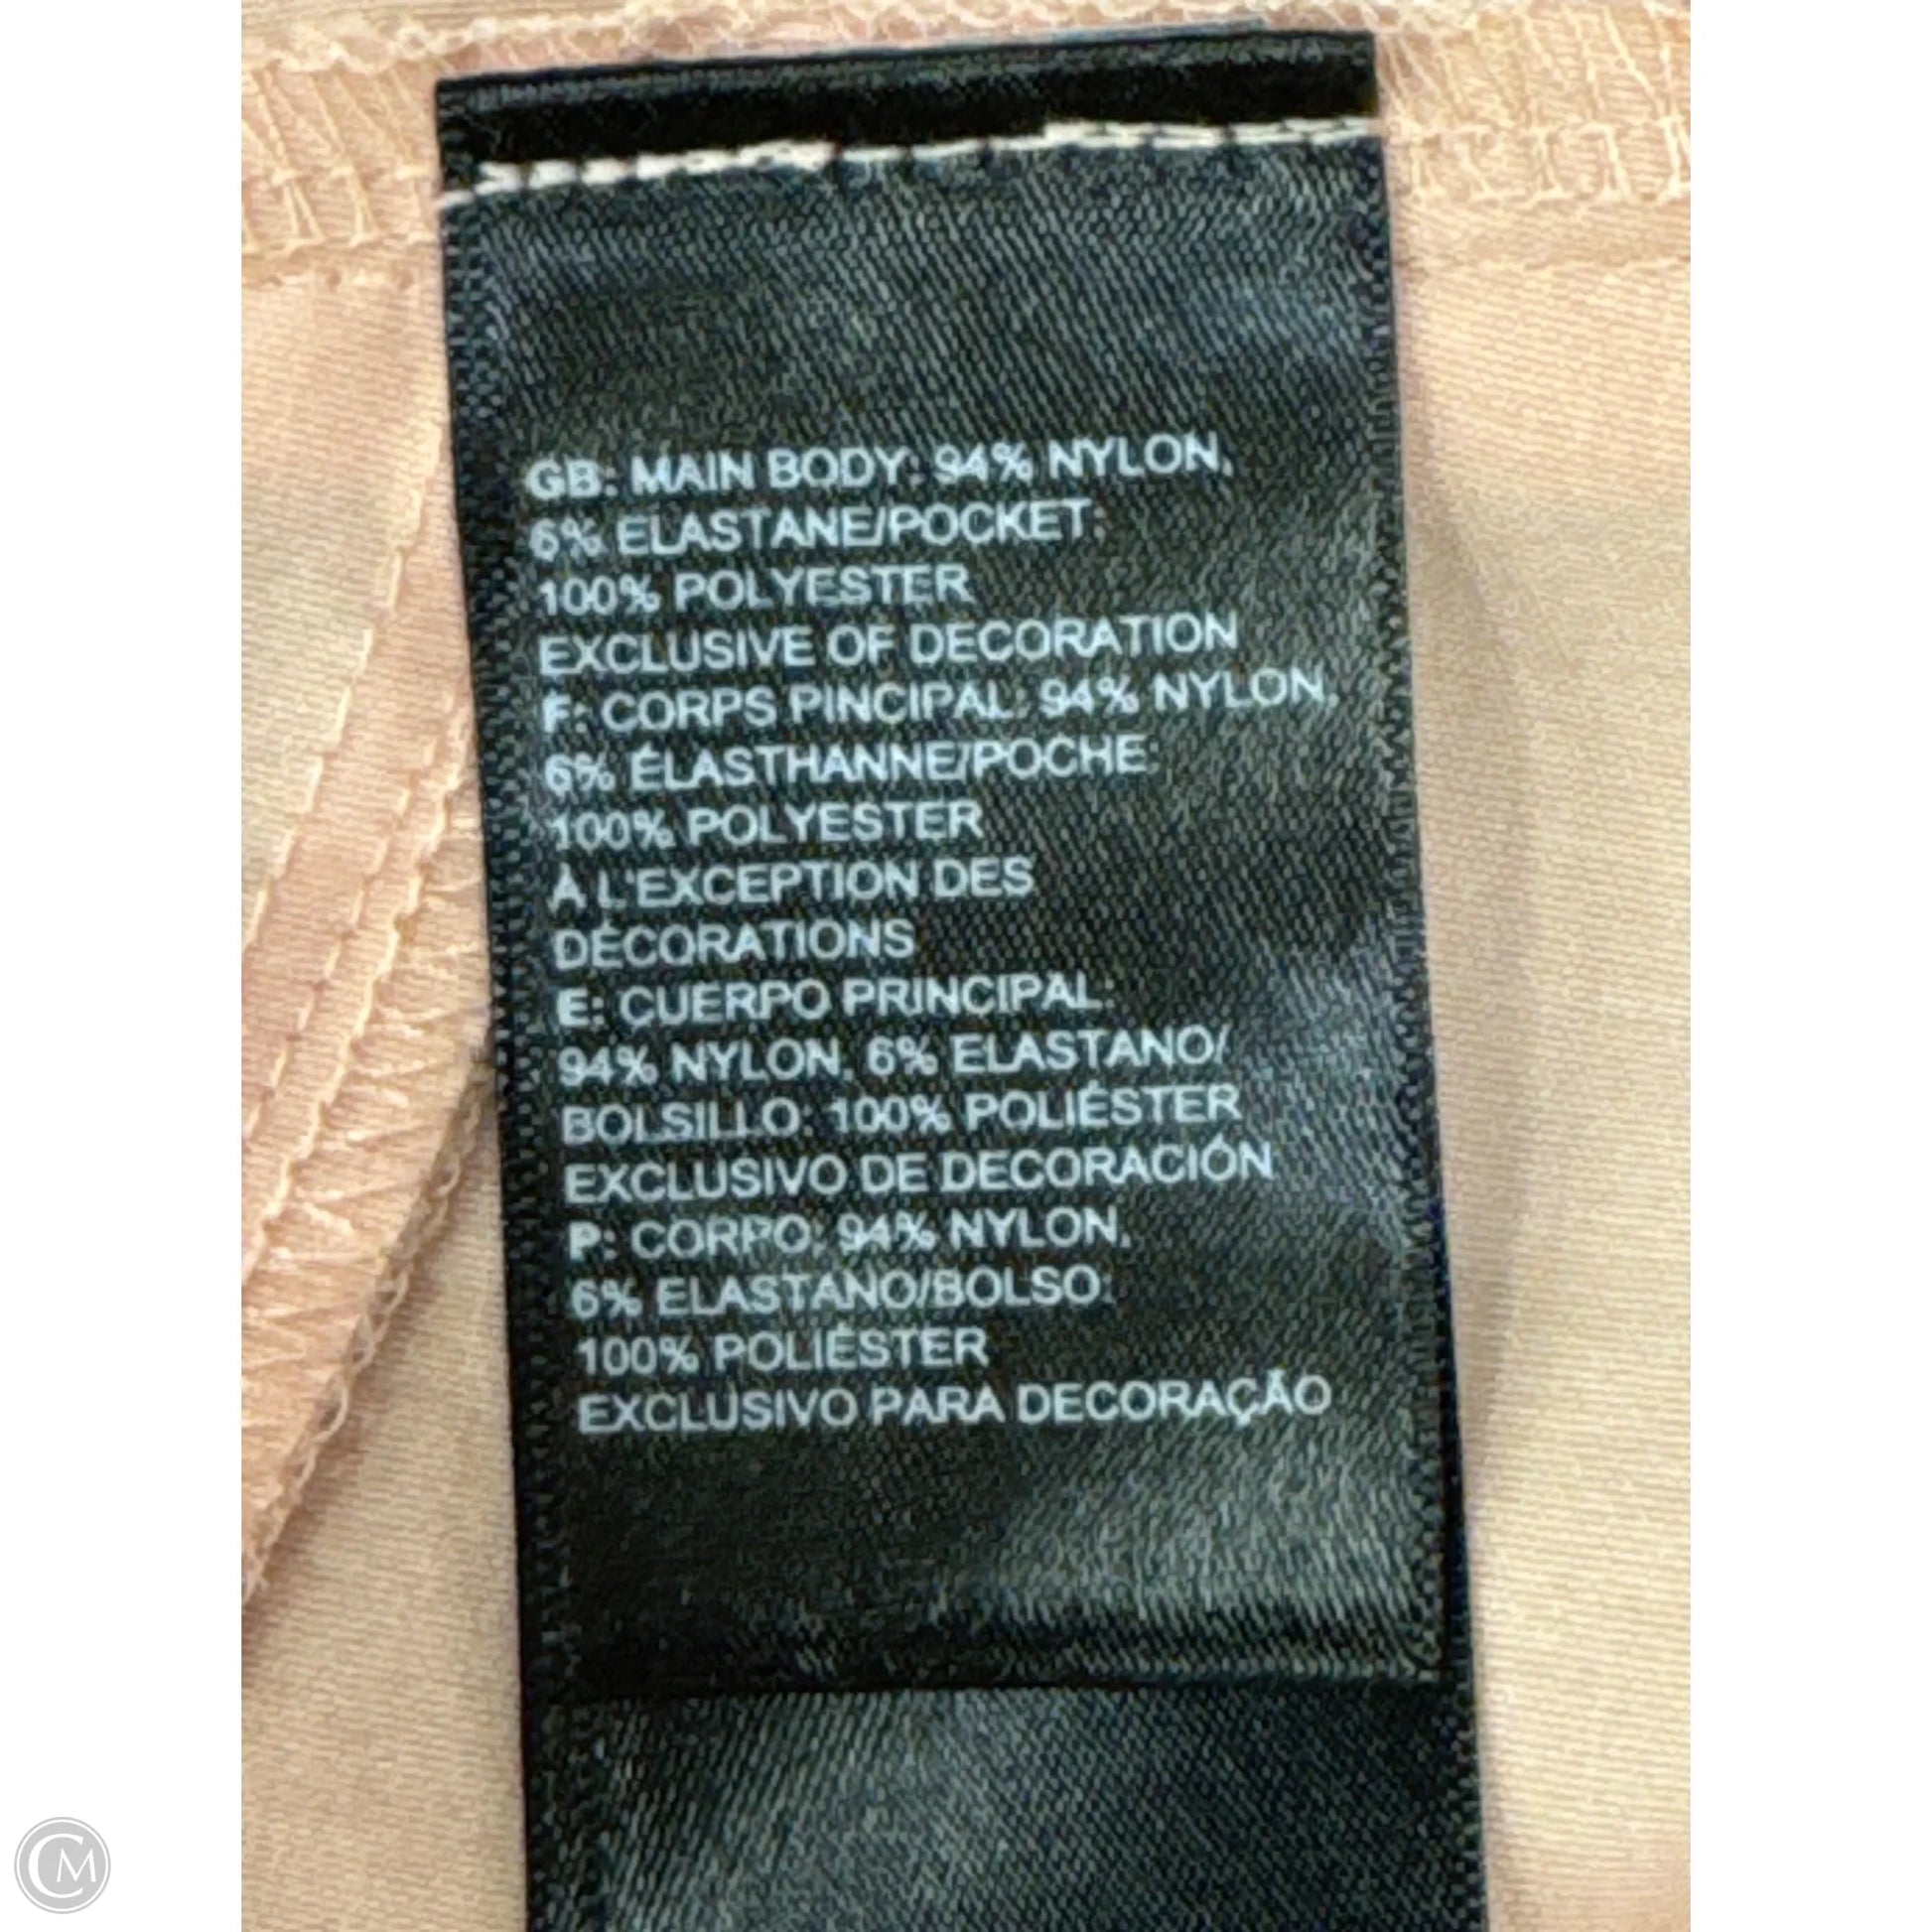 GB: MAIN BODY: 94% NYLON,
6% ELASTANE/POCKET:
100% POLYESTER
EXCLUSIVE OF DECORATION
F: CORPS PINCIPAL: 94% NYLON,
6% ÉLASTHANNE/POCHE:
100% POLYESTER
À L'EXCEPTION DES
DÉCORATIONS
E: CUERPO PRINCIPAL:
94% NYLON, 6% ELASTANO/
BOLSILLO: 100% POLIÉSTER
EXCLUSIVO DE DECORACIÓN
P: CORPO: 94% NYLON,
6% ELASTANO/BOLSO:
100% POLIÉSTER
EXCLUSIVO PARA DECORAÇÃO
CM